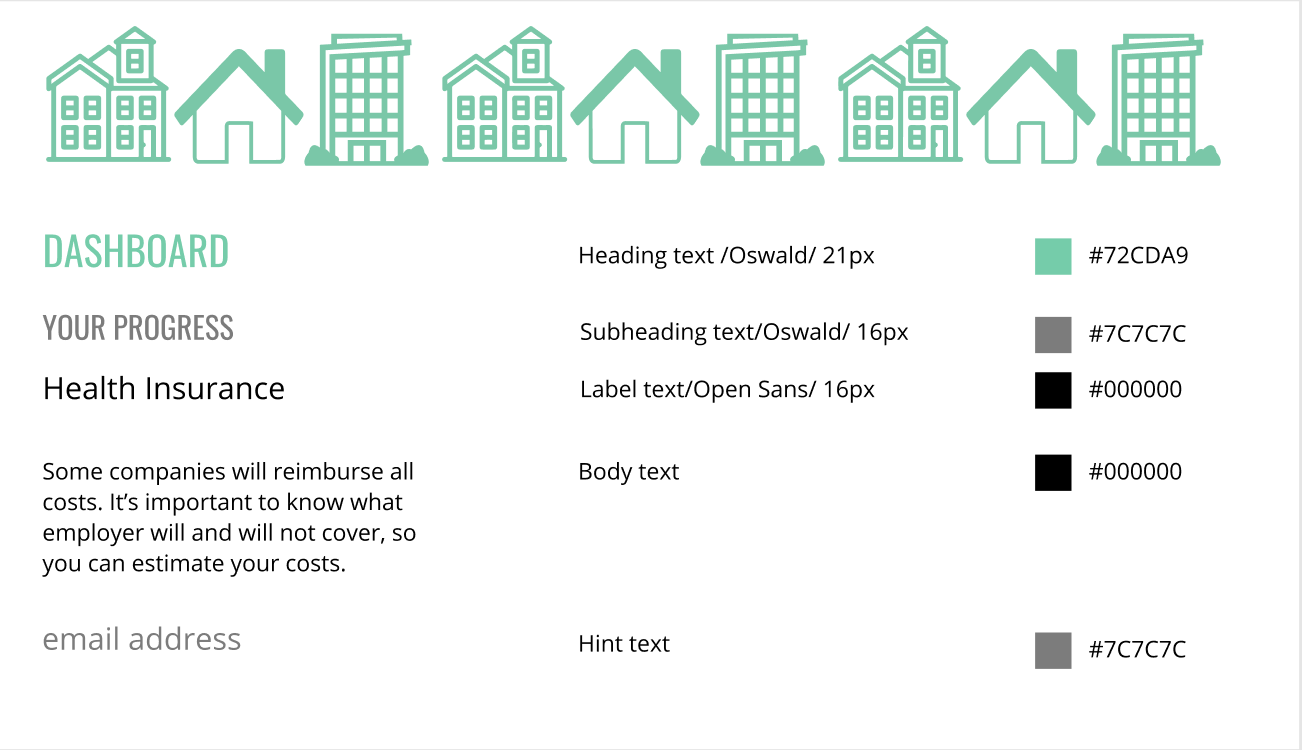 DASHBOARD
Heading text /Oswald/ 21px
#72CDA9
YOUR PROGRESS
Subheading text/Oswald/ 16px
#7C7C7C
Health Insurance
Label text/Open Sans/ 16px
#000000
Some companies will reimburse all
costs. It’s important to know what
employer will and will not cover, so
you can estimate your costs.
Body text
#000000
email address
Hint text
#7C7C7C